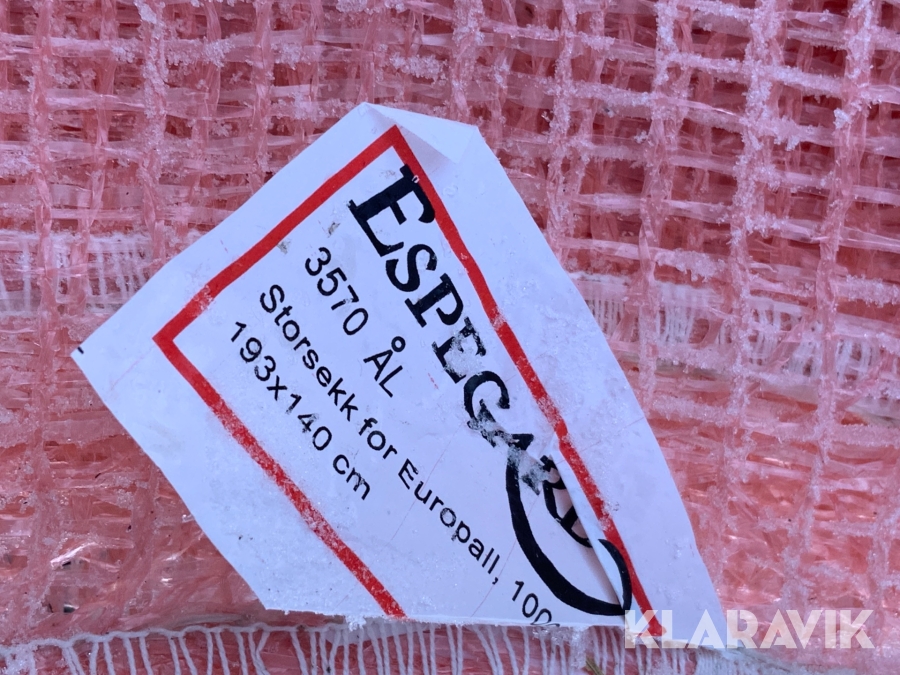 ESPEGARD
3570 ÅL
Storsekk for Europall, 100
193x140 cm
KLARAVIK